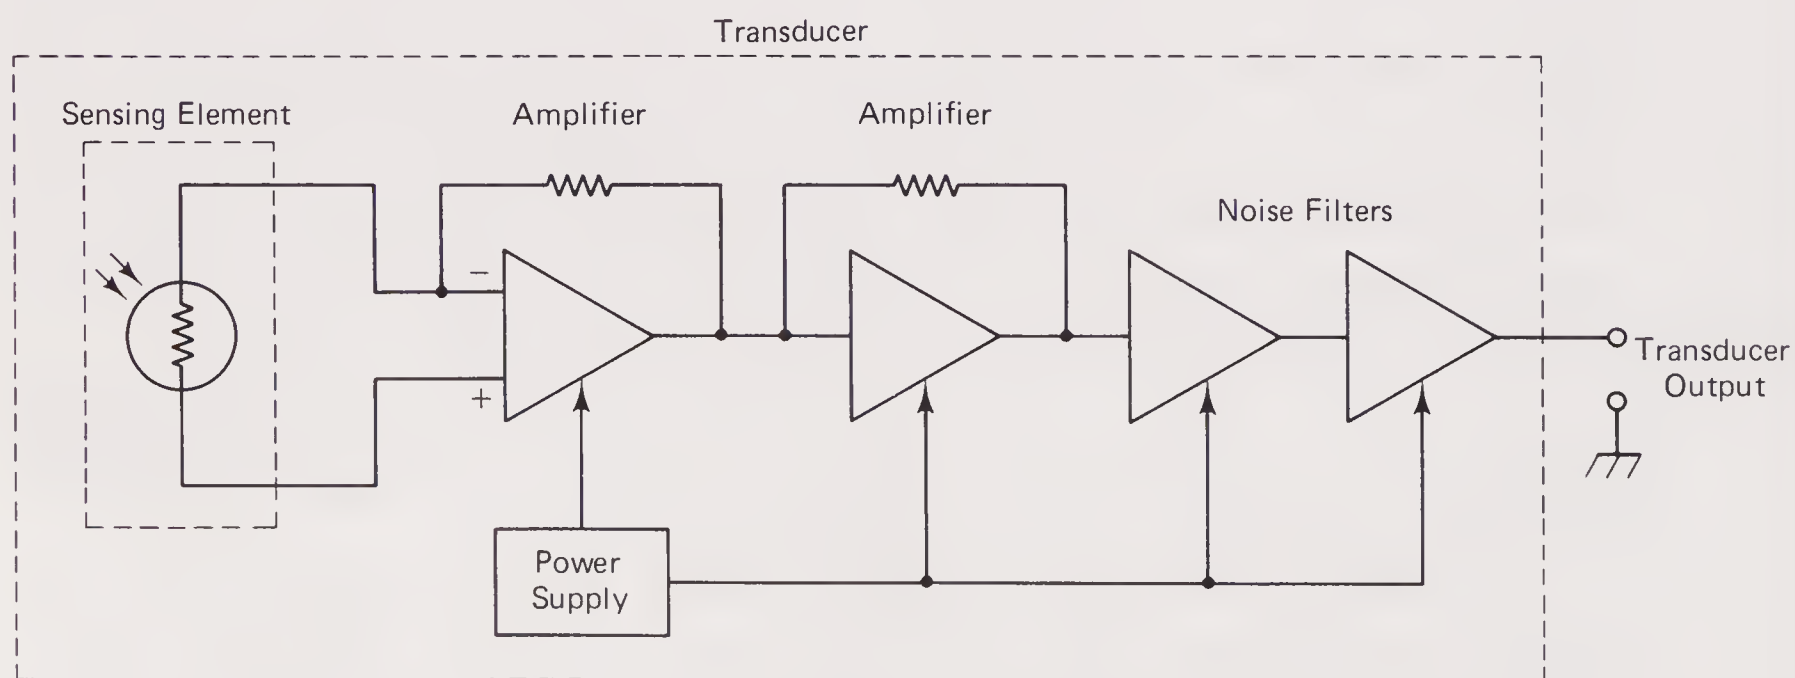 Transducer
Sensing Element
Amplifier
Amplifier
Noise Filters
−
+
Transducer
Output
Power
Supply